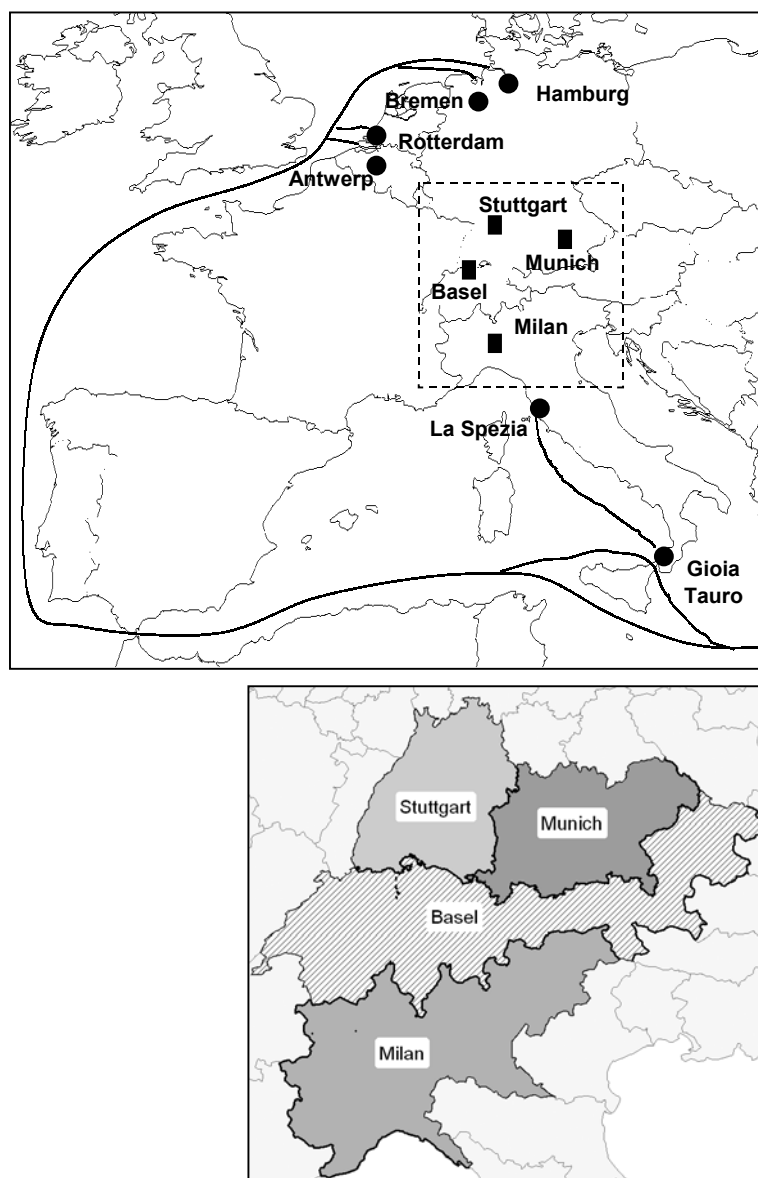 Bremen
Hamburg
Rotterdam
Antwerp
Stuttgart
Munich
Basel
Milan
La Spezia
Gioia
Tauro
Stuttgart
Munich
Basel
Milan